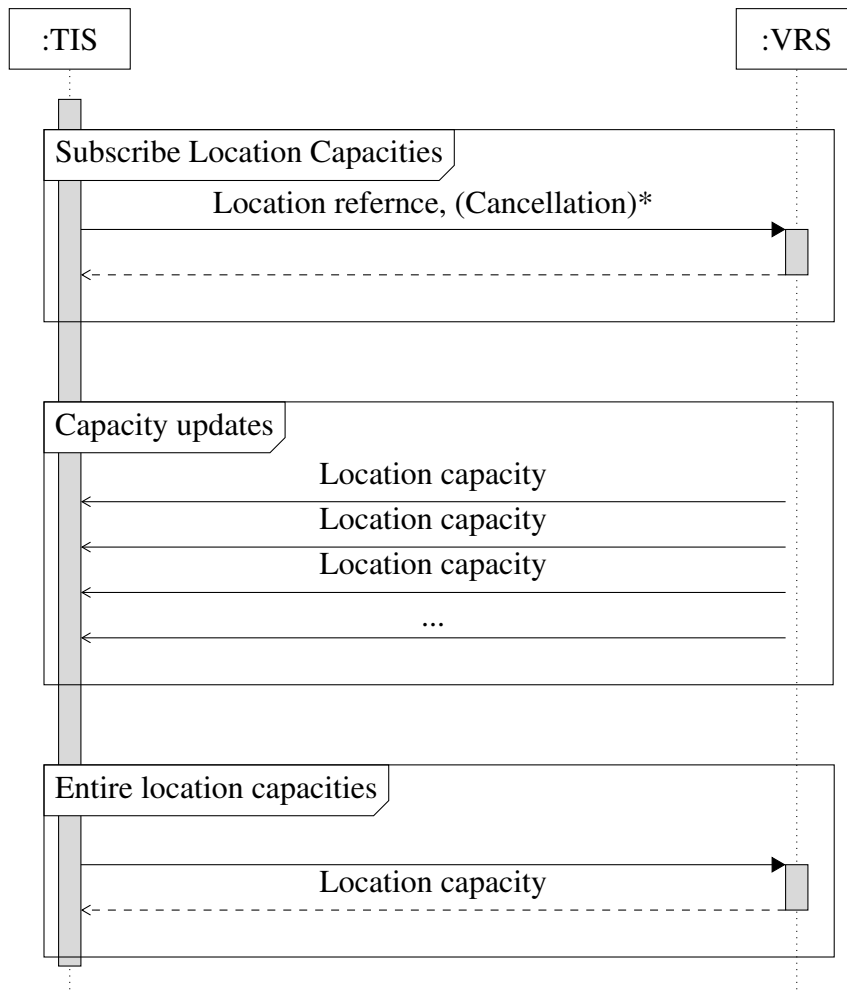 :TIS
:VRS
Subscribe Location Capacities
Location refernce, (Cancellation)*
Capacity updates
Location capacity
Location capacity
Location capacity
...
Entire location capacities
Location capacity